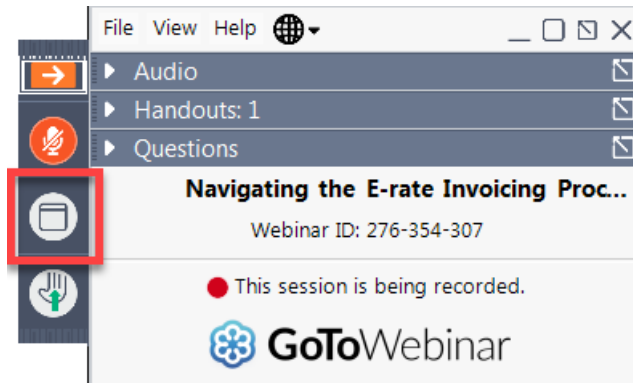 File View Help
Audio
Handouts: 1
Questions
Navigating the E-rate Invoicing Proc...
Webinar ID: 276-354-307
This session is being recorded.
GoToWebinar